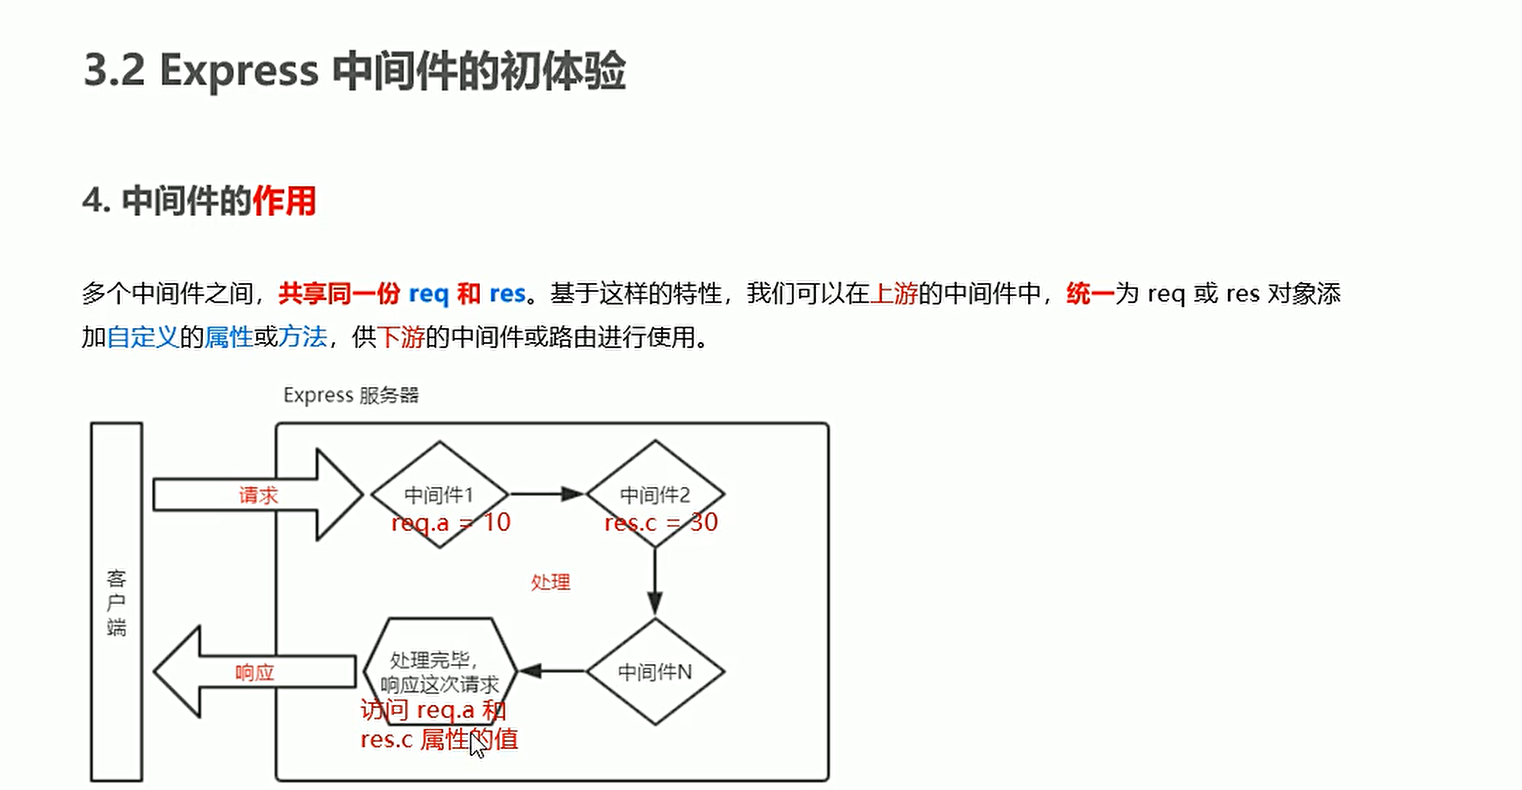 3.2 Express 中间件的初体验
4. 中间件的作用
多个中间件之间，共享同一份 req 和 res。基于这样的特性，我们可以在上游的中间件中，统一为 req 或 res 对象添
加自定义的属性或方法，供下游的中间件或路由进行使用。
Express 服务器
客户端
请求
中间件1
req.a = 10
中间件2
res.c = 30
处理
中间件N
处理完毕，
响应这次请求
访问 req.a 和
res.c 属性的值
响应